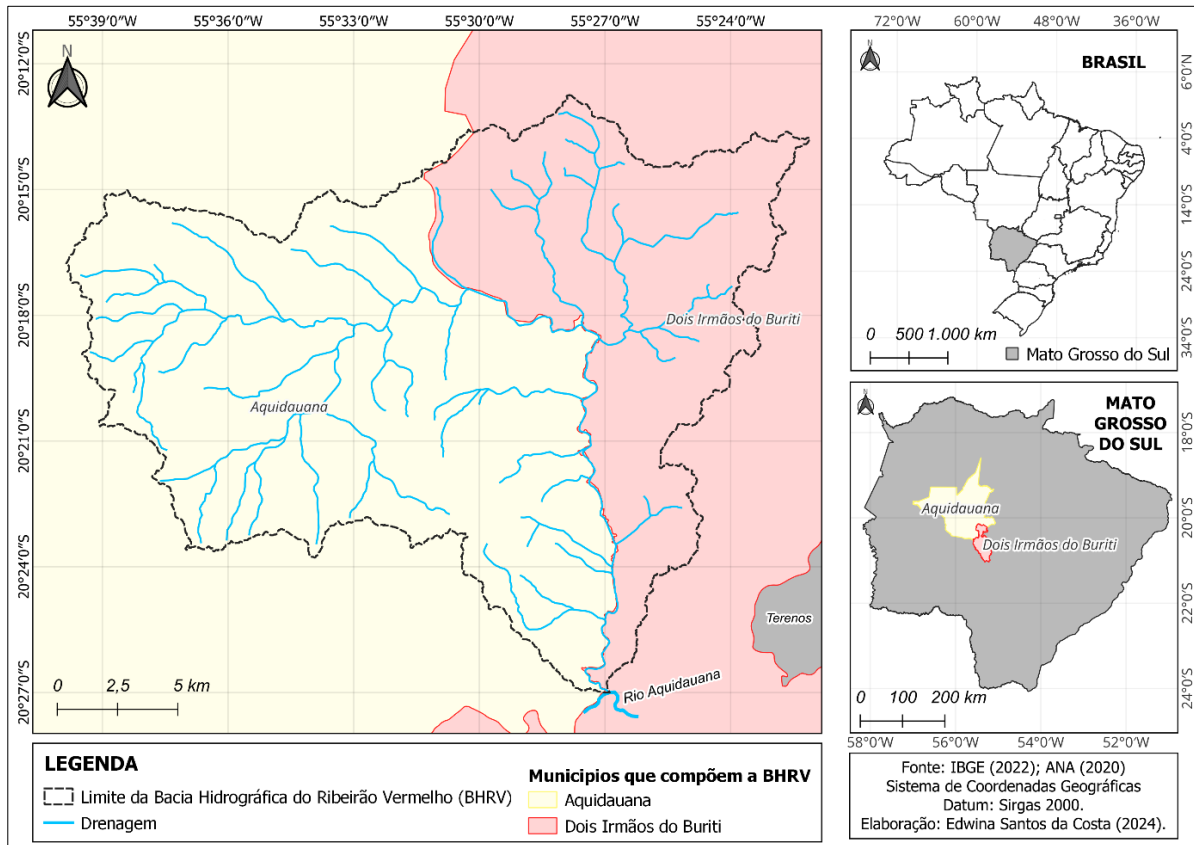 55°39'0"W 55°36'0"W 55°33'0"W 55°30'0"W 55°27'0"W 55°24'0"W
20°12'0"S
20°15'0"S
20°18'0"S
20°21'0"S
20°24'0"S
20°27'0"S
N
Dois Irmãos do Buriti
Aquidauana
Terenos
Rio Aquidauana
0 2,5 5 km
72°0'W 60°0'W 48°0'W 36°0'W
N
BRASIL
6°0'N
4°0'S
14°0'S
24°0'S
34°0'S
0 500 1.000 km
Mato Grosso do Sul
N
MATO
GROSSO
DO SUL
18°0'S
20°0'S
22°0'S
24°0'S
Aquidauana
Dois Irmãos do Buriti
0 100 200 km
58°0'W 56°0'W 54°0'W 52°0'W
LEGENDA
Limite da Bacia Hidrográfica do Ribeirão Vermelho (BHRV)
Drenagem
Municipios que compõem a BHRV
Aquidauana
Dois Irmãos do Buriti
Fonte: IBGE (2022); ANA (2020)
Sistema de Coordenadas Geográficas
Datum: Sirgas 2000.
Elaboração: Edwina Santos da Costa (2024).